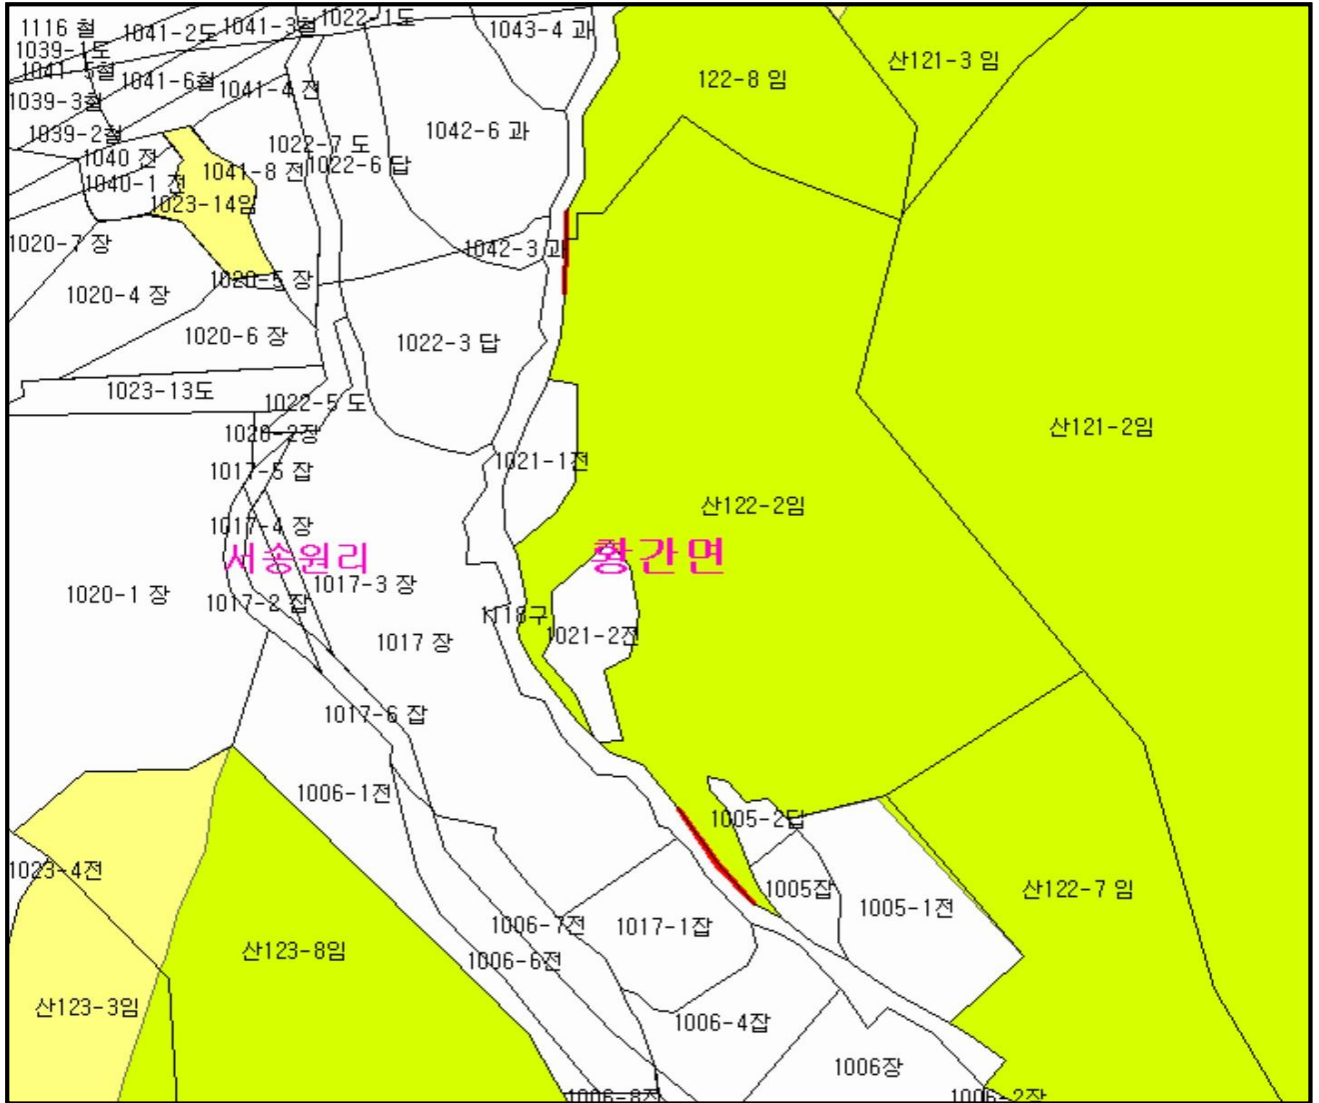 1116 철
1041-2도
1041-3철
1022-1도
1043-4 과
1039-1도
산121-3 임
1041-5철
1041-6철
1041-4 전
122-8 임
1039-3철
1039-2철
1022-7 도
1042-6 과
1040 전
1041-8 전
1022-6 답
1040-1 전
1023-14임
1020-7 장
1042-3 과
1020-5 장
1020-4 장
1020-6 장
1022-3 답
1023-13도
1022-5 도
산121-2임
1020-2장
1017-5 잡
1021-1전
산122-2임
1017-4 장
서송원리
황간면
1017-3 장
1020-1 장
1017-2 잡
1118구
1021-2전
1017 장
1017-6 잡
1006-1전
1005-2답
1023-4전
1005잡
산122-7 임
1005-1전
1006-7전
1017-1잡
산123-8임
1006-6전
산123-3임
1006-4잡
1006장
1006-8전
1006-2장